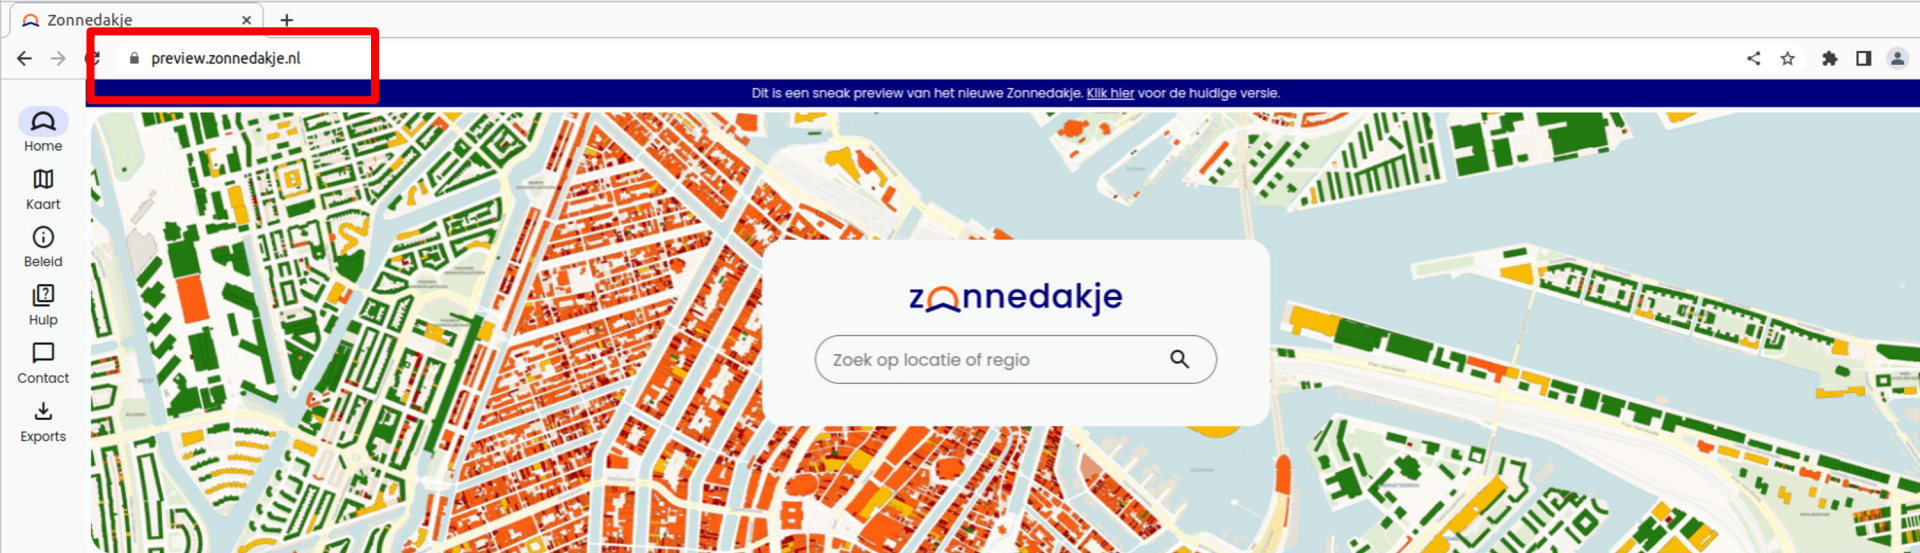 Zonnedakje
preview.zonnedakje.nl
Dit is een sneak preview van het nieuwe Zonnedakje. Klik hier voor de huidige versie.
Home
Kaart
Beleid
Hulp
Contact
Exports
zonnedakje
Zoek op locatie of regio